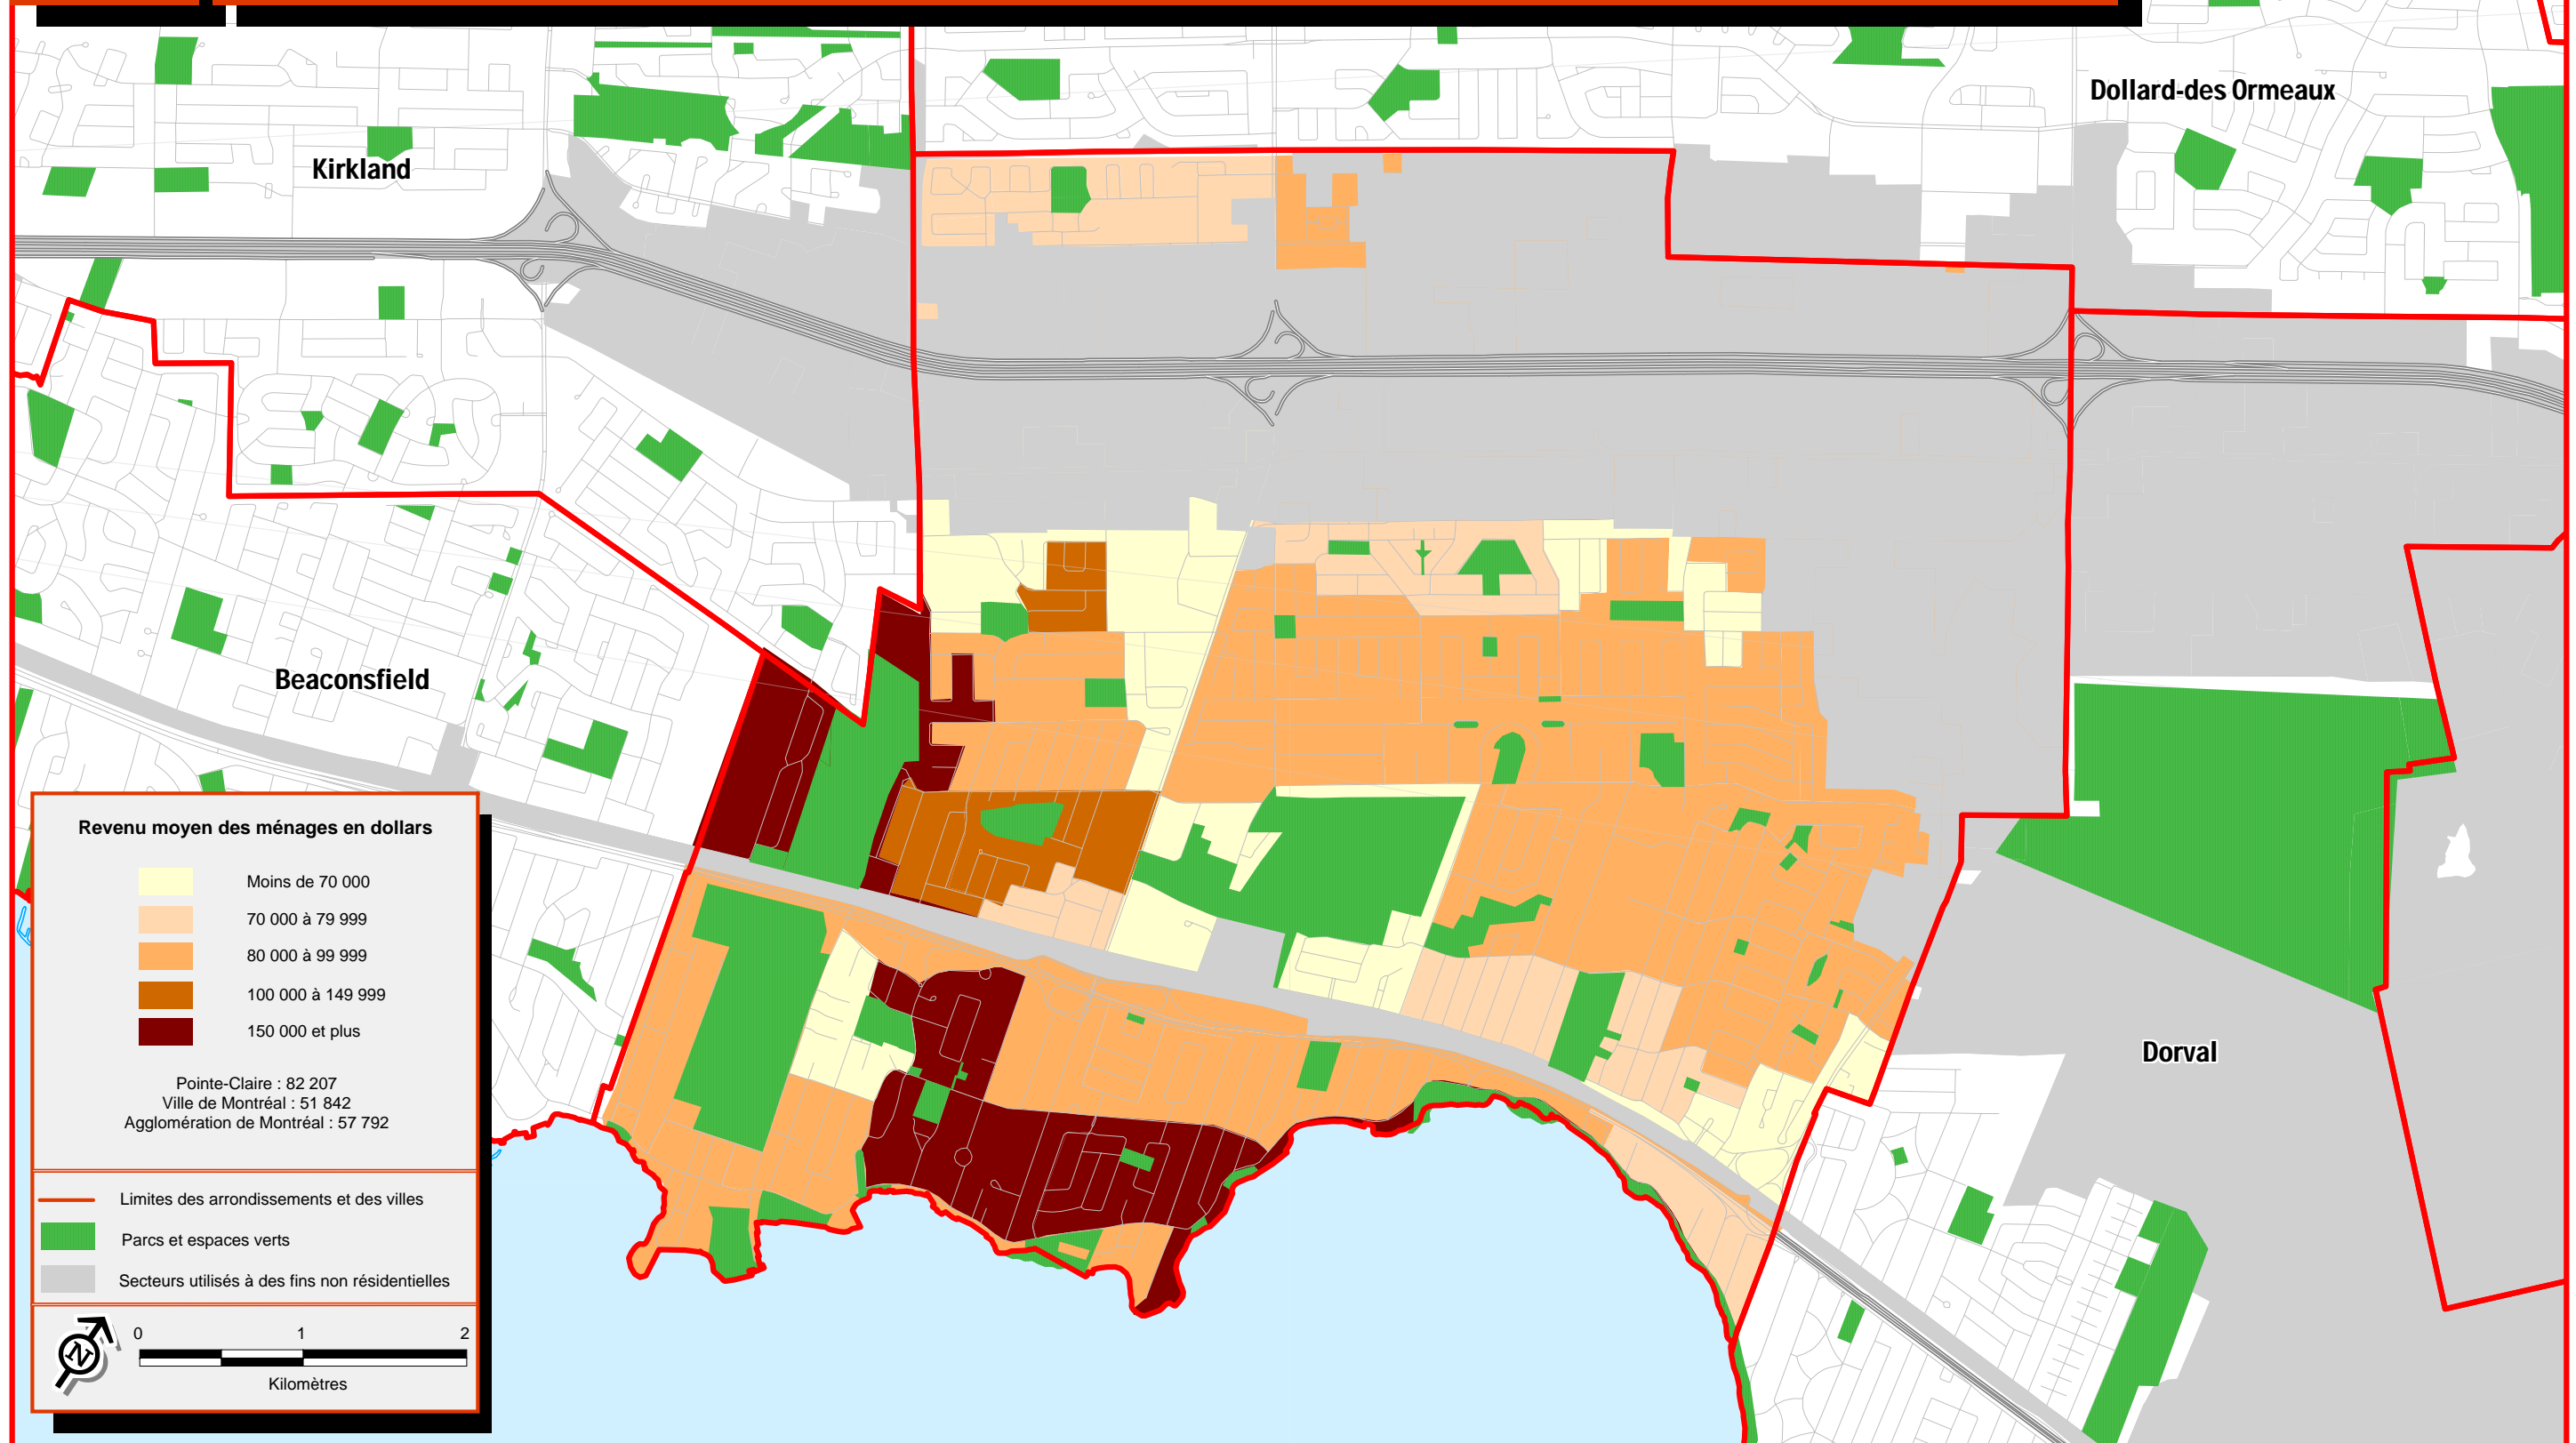 Dollard-des Ormeaux
Kirkland
Beaconsfield
Dorval
Revenu moyen des ménages en dollars
Moins de 70 000
70 000 à 79 999
80 000 à 99 999
100 000 à 149 999
150 000 et plus
Pointe-Claire : 82 207
Ville de Montréal : 51 842
Agglomération de Montréal : 57 792
Limites des arrondissements et des villes
Parcs et espaces verts
Secteurs utilisés à des fins non résidentielles
N
0 1 2
Kilomètres